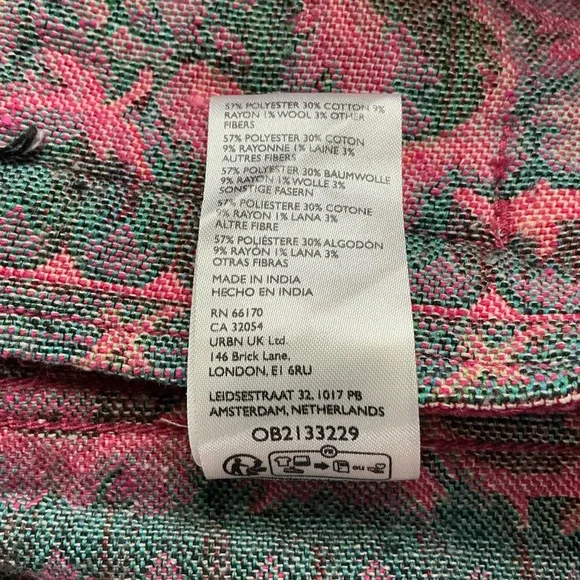 57% POLYESTER 30% COTTON 9%
RAYON 1% WOOL 3% OTHER
FIBERS
57% POLYESTER 30% COTON
9% RAYONNE 1% LAINE 3%
AUTRES FIBERS
57% POLYESTER 30% BAUMWOLLE
9% RAYON 1% WOLLE 3%
SONSTIGE FASERN
57% POLIESTERE 30% COTONE
9% RAYON 1% LANA 3%
ALTRE FIBRE
57% POLIÉSTERE 30% ALGODÓN
9% RAYON 1% LANA 3%
OTRAS FIBRAS
MADE IN INDIA
HECHO EN INDIA
RN 66170
CA 32054
URBN UK Ltd.
146 Brick Lane,
LONDON, E1 6RU
LEIDSESTRAAT 32, 1017 PB
AMSTERDAM, NETHERLANDS
OB2133229
FR
ou